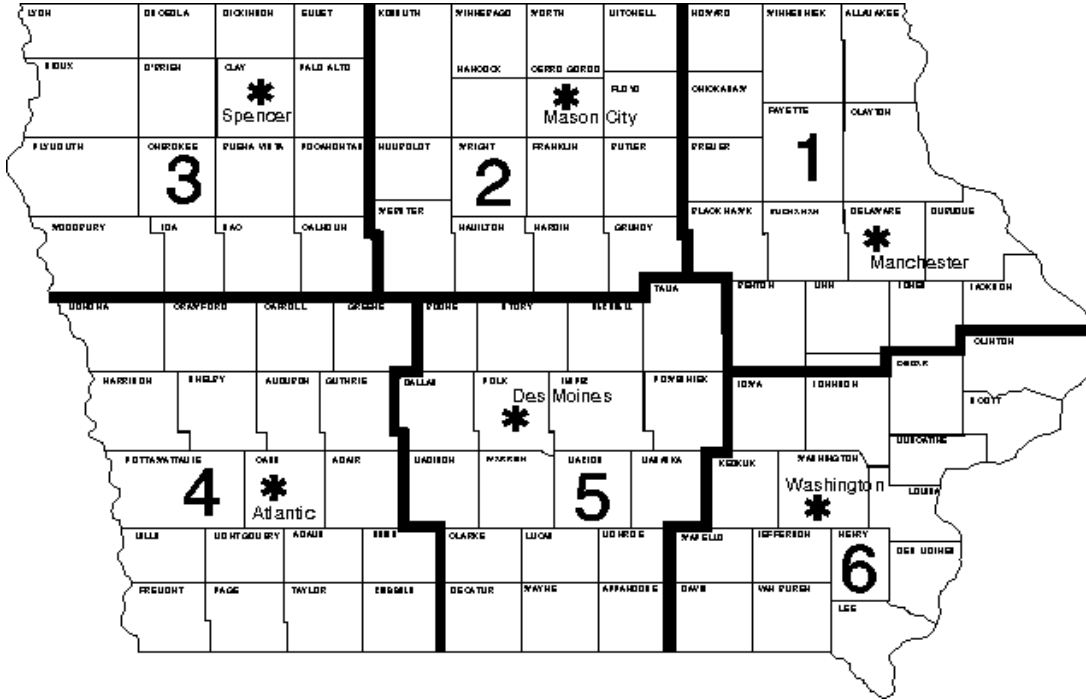 LYON OSCEOLA DICKINSON EMMET KOSSUTH WINNEBAGO WORTH MITCHELL HOWARD WINNESHIEK ALLAMAKEE
SIOUX O'BRIEN CLAY PALO ALTO HANCOCK CERRO GORDO
FLOYD CHICKASAW
Spencer Mason City
FAYETTE CLAYTON
PLYMOUTH CHEROKEE BUENA VISTA POCAHONTAS HUMBOLDT WRIGHT FRANKLIN BUTLER BREMER
3 2 1
WEBSTER BLACK HAWK BUCHANAN DELAWARE DUBUQUE
WOODBURY IDA SAC CALHOUN HAMILTON HARDIN GRUNDY
Manchester
TAMA BENTON LINN JONES JACKSON
MONONA CRAWFORD CARROLL GREENE BOONE STORY MARSHALL
CLINTON
CEDAR
HARRISON SHELBY AUDUBON GUTHRIE DALLAS POLK JASPER POWESHIEK IOWA JOHNSON
Des Moines
SCOTT
MUSCATINE
POTTAWATTAMIE CASS ADAIR MADISON WARREN MARION MAHASKA KEOKUK WASHINGTON
Washington
LOUISA
4 Atlantic 5
MILLS MONTGOMERY ADAMS UNION CLARKE LUCAS MONROE WAPELLO JEFFERSON HENRY
DES MOINES
6
FREMONT PAGE TAYLOR RINGGOLD DECATUR WAYNE APPANOOSE DAVIS VAN BUREN
LEE